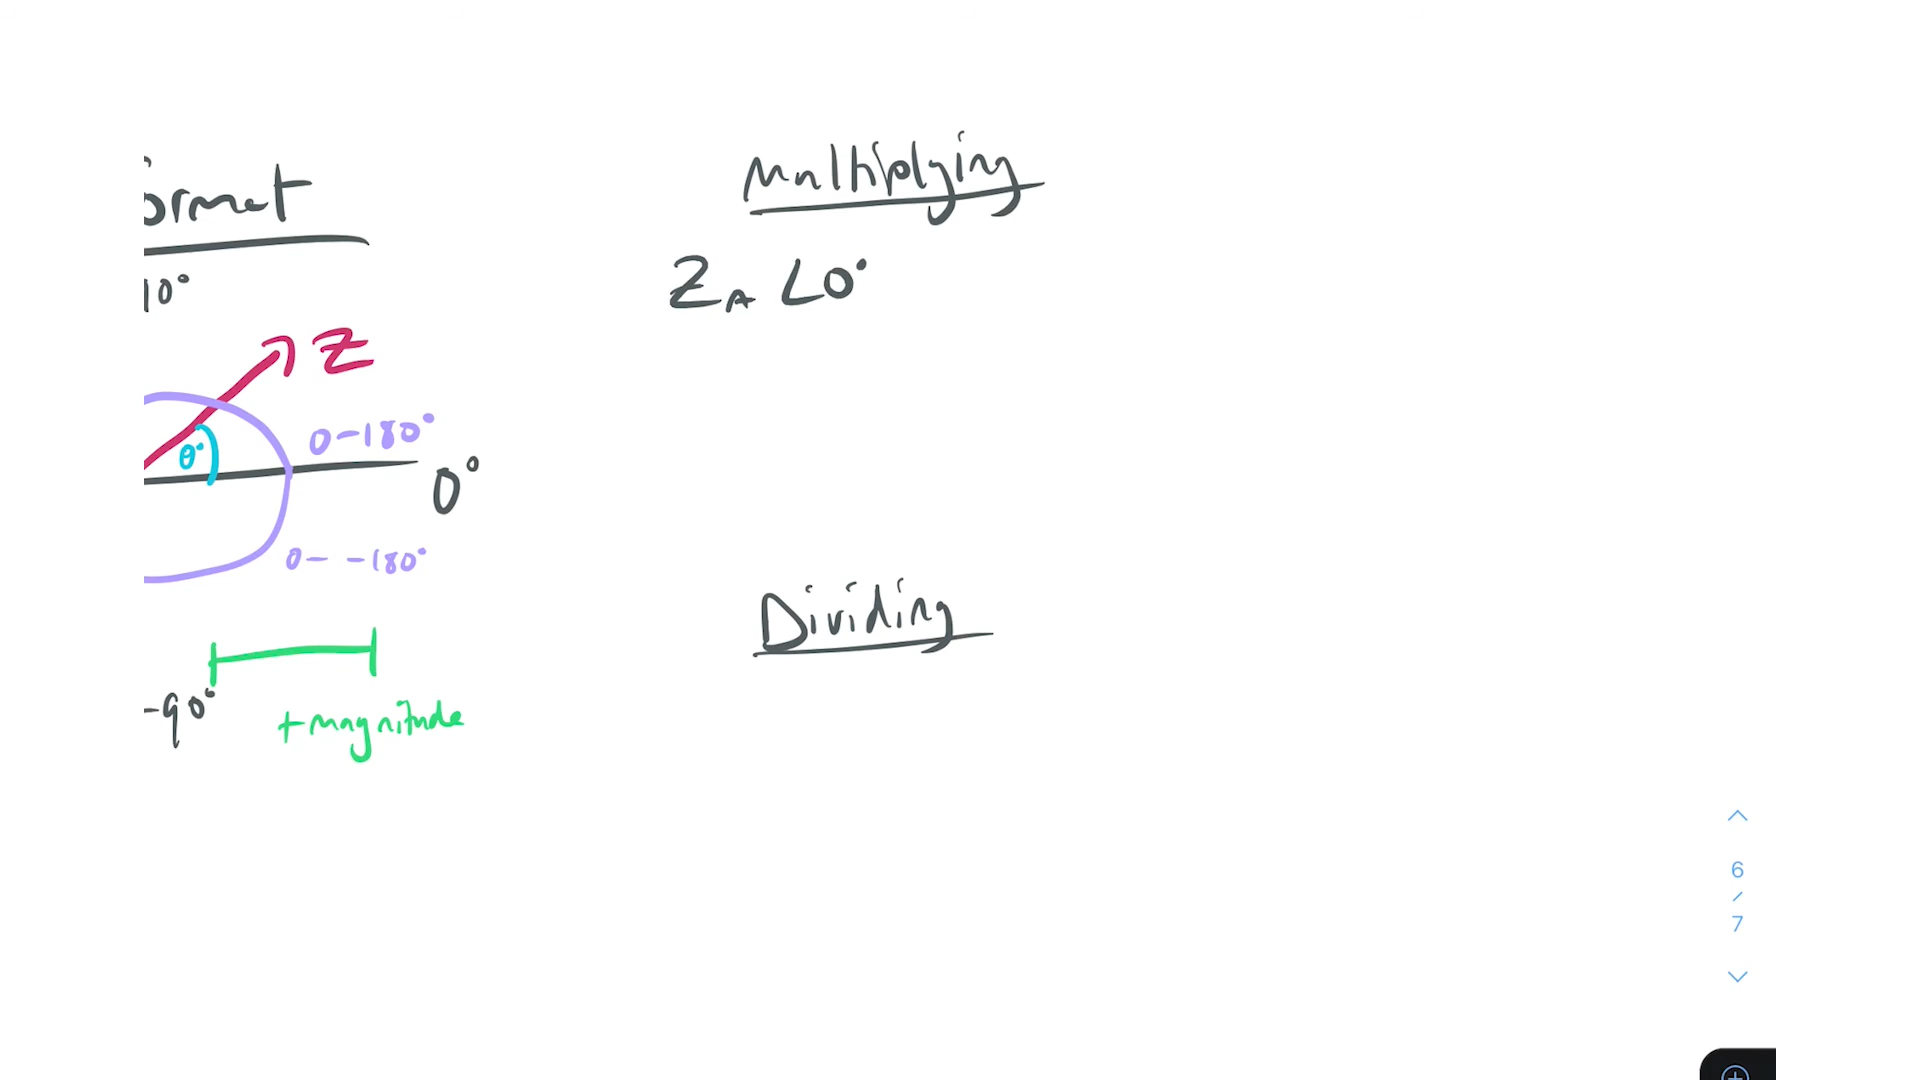 ormat
10°
Z
θ°
0-180°
0°
0- -180°
-90°
+magnitude
Multiplying
Z_A ∠0°
Dividing
6
/
7